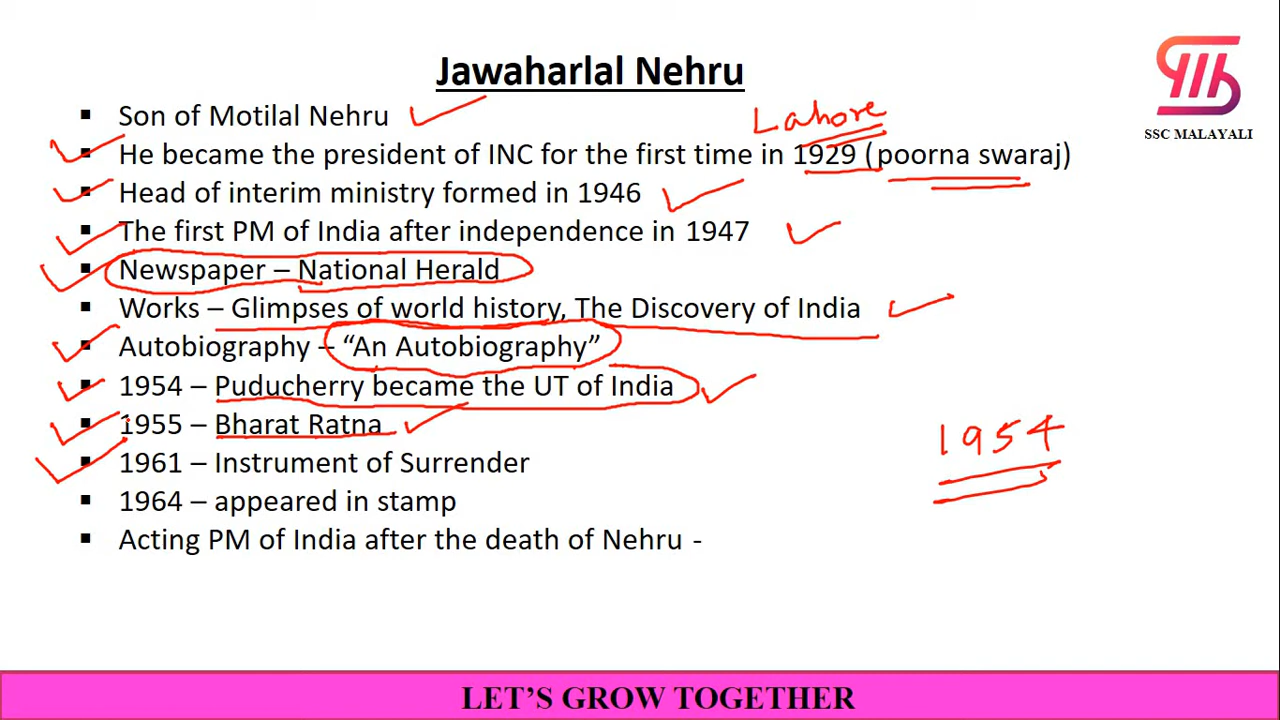 Jawaharlal Nehru
SSC MALAYALI
▪ Son of Motilal Nehru
Lahore
▪ He became the president of INC for the first time in 1929 (poorna swaraj)
▪ Head of interim ministry formed in 1946
▪ The first PM of India after independence in 1947
▪ Newspaper – National Herald
▪ Works – Glimpses of world history, The Discovery of India
▪ Autobiography – “An Autobiography”
▪ 1954 – Puducherry became the UT of India
▪ 1955 – Bharat Ratna
1954
▪ 1961 – Instrument of Surrender
▪ 1964 – appeared in stamp
▪ Acting PM of India after the death of Nehru -
LET’S GROW TOGETHER